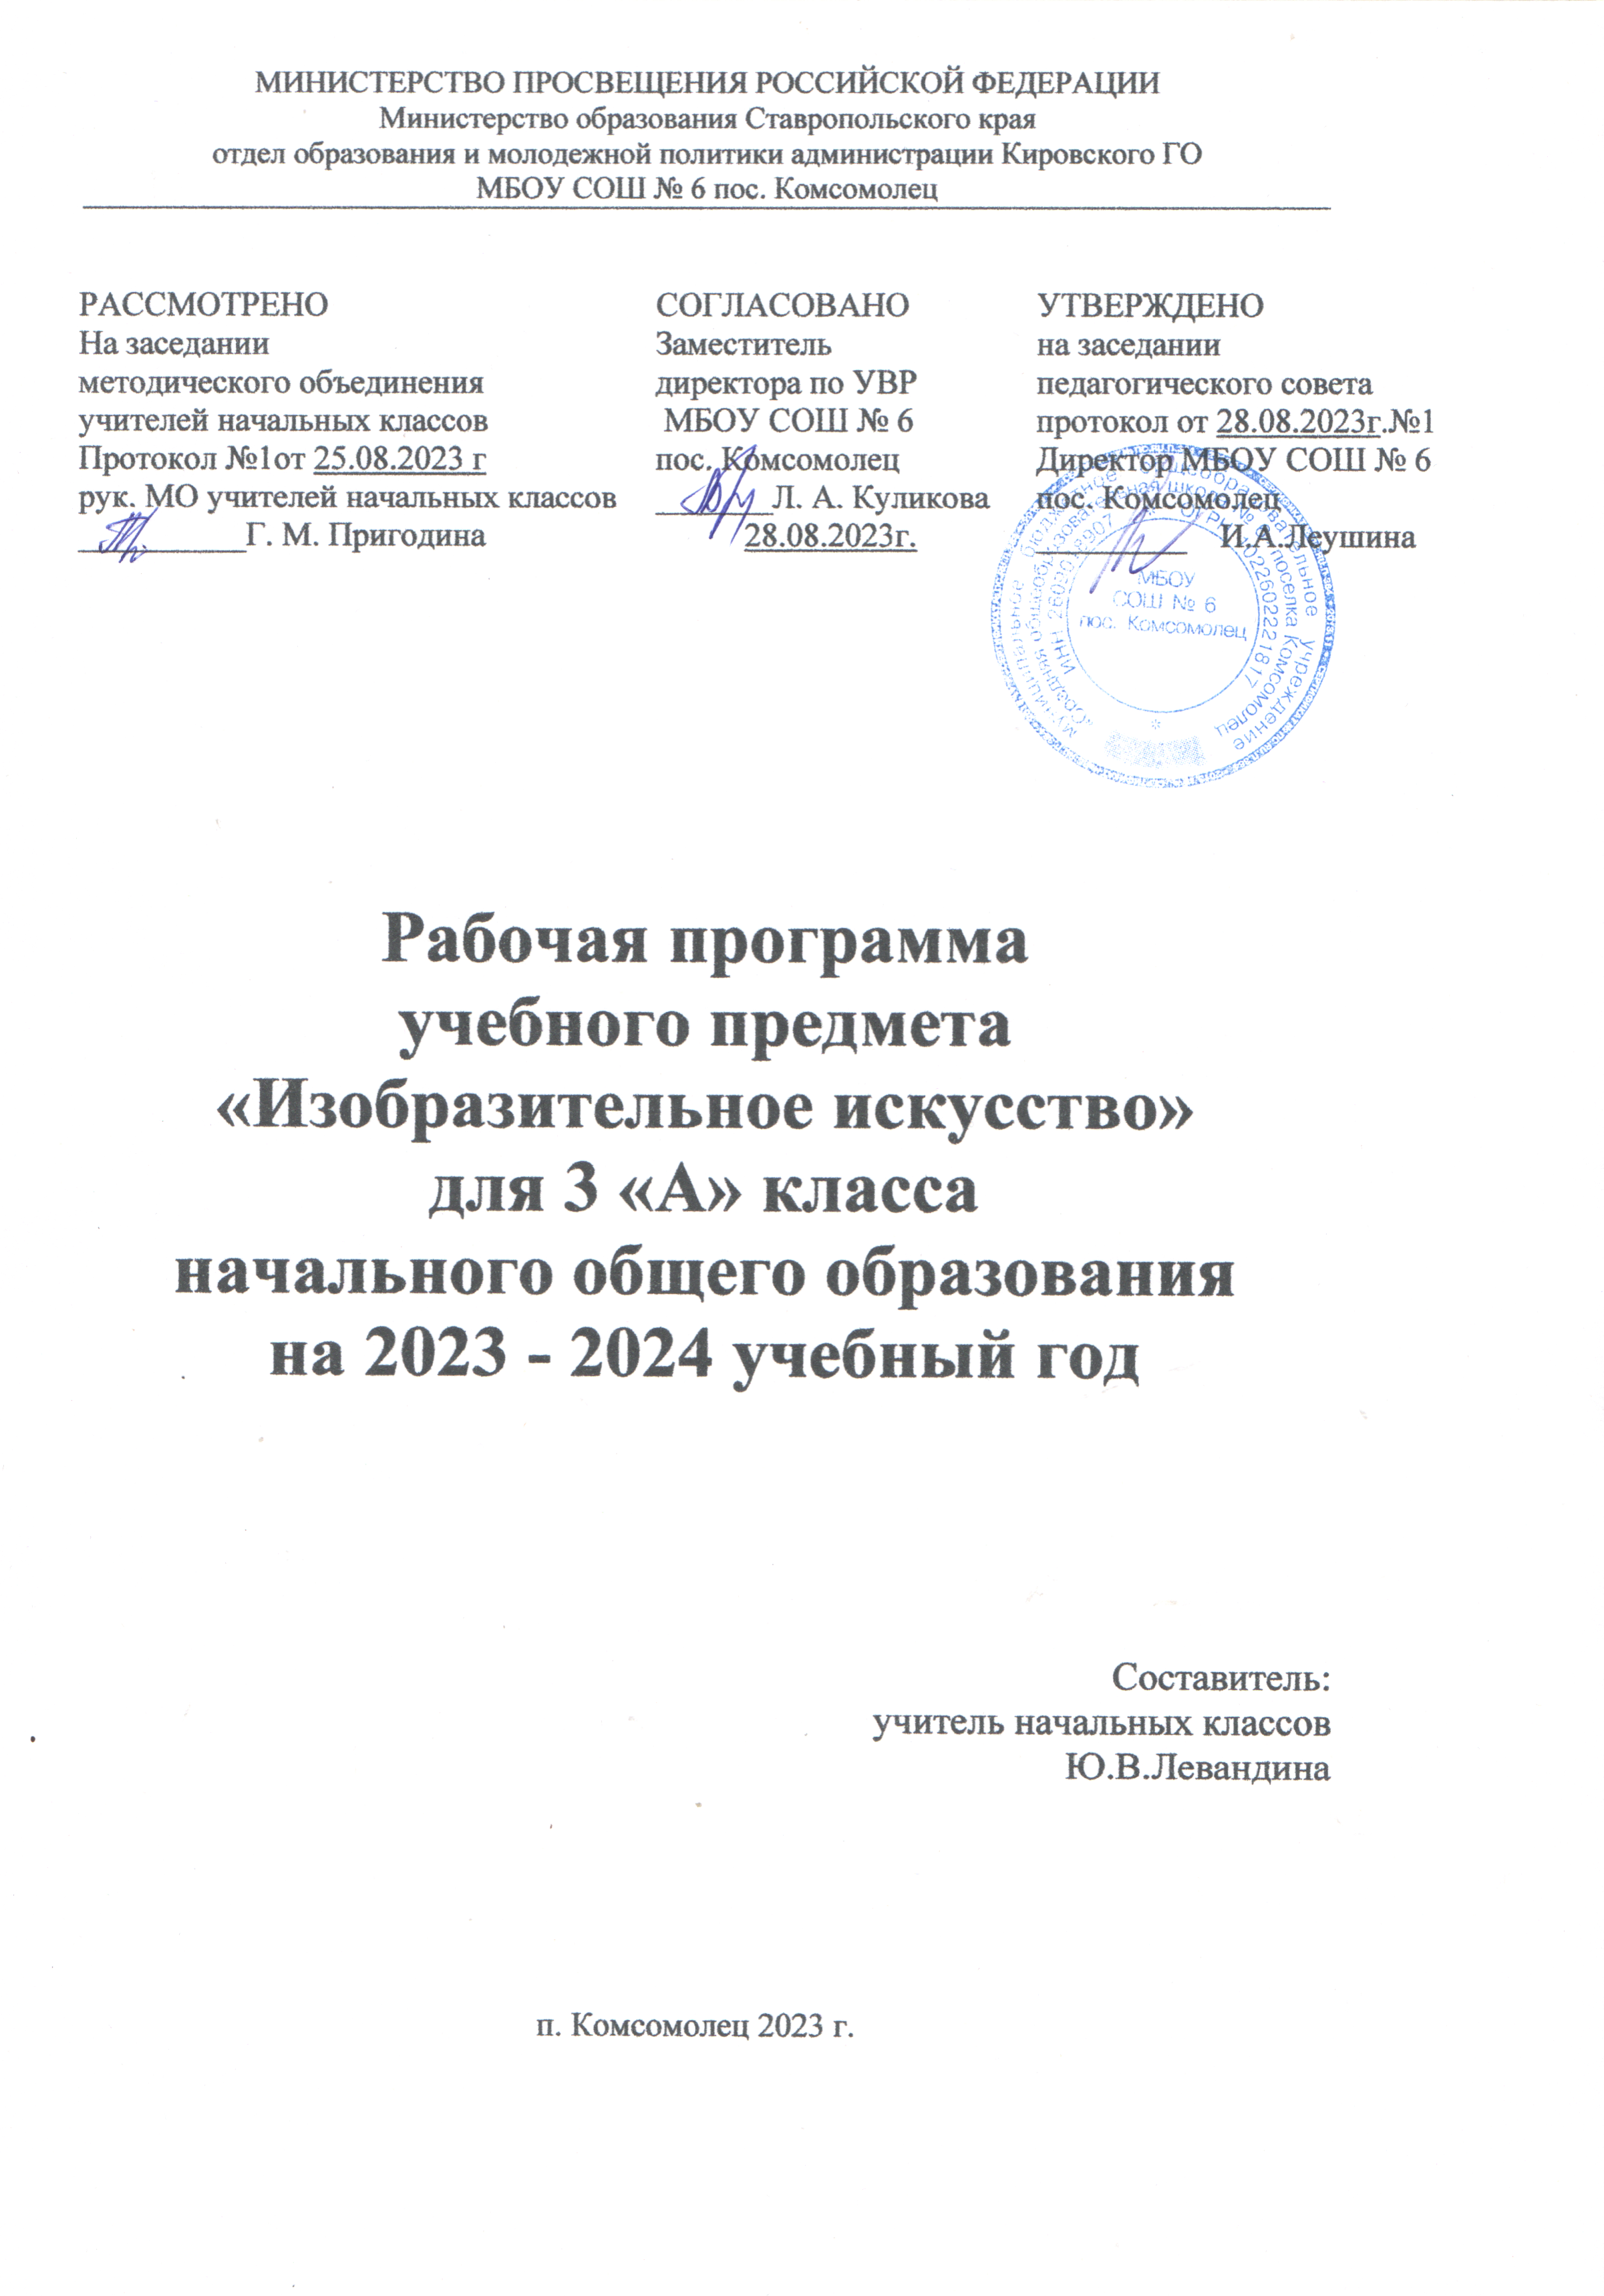 МИНИСТЕРСТВО ПРОСВЕЩЕНИЯ РОССИЙСКОЙ ФЕДЕРАЦИИ
Министерство образования Ставропольского края
отдел образования и молодежной политики администрации Кировского ГО
МБОУ СОШ № 6 пос. Комсомолец
РАССМОТРЕНО
На заседании
методического объединения
учителей начальных классов
Протокол №1от 25.08.2023 г
рук. МО учителей начальных классов
__________Г. М. Пригодина
СОГЛАСОВАНО
Заместитель
директора по УВР
МБОУ СОШ № 6
пос. Комсомолец
_______Л. А. Куликова
28.08.2023г.
УТВЕРЖДЕНО
на заседании
педагогического совета
протокол от 28.08.2023г.№1
Директор МБОУ СОШ № 6
пос. Комсомолец
_________ И.А.Леушина
МБОУ
СОШ № 6
пос. Комсомолец
Рабочая программа
учебного предмета
«Изобразительное искусство»
для 3 «А» класса
начального общего образования
на 2023 - 2024 учебный год
Составитель:
учитель начальных классов
Ю.В.Левандина
п. Комсомолец 2023 г.